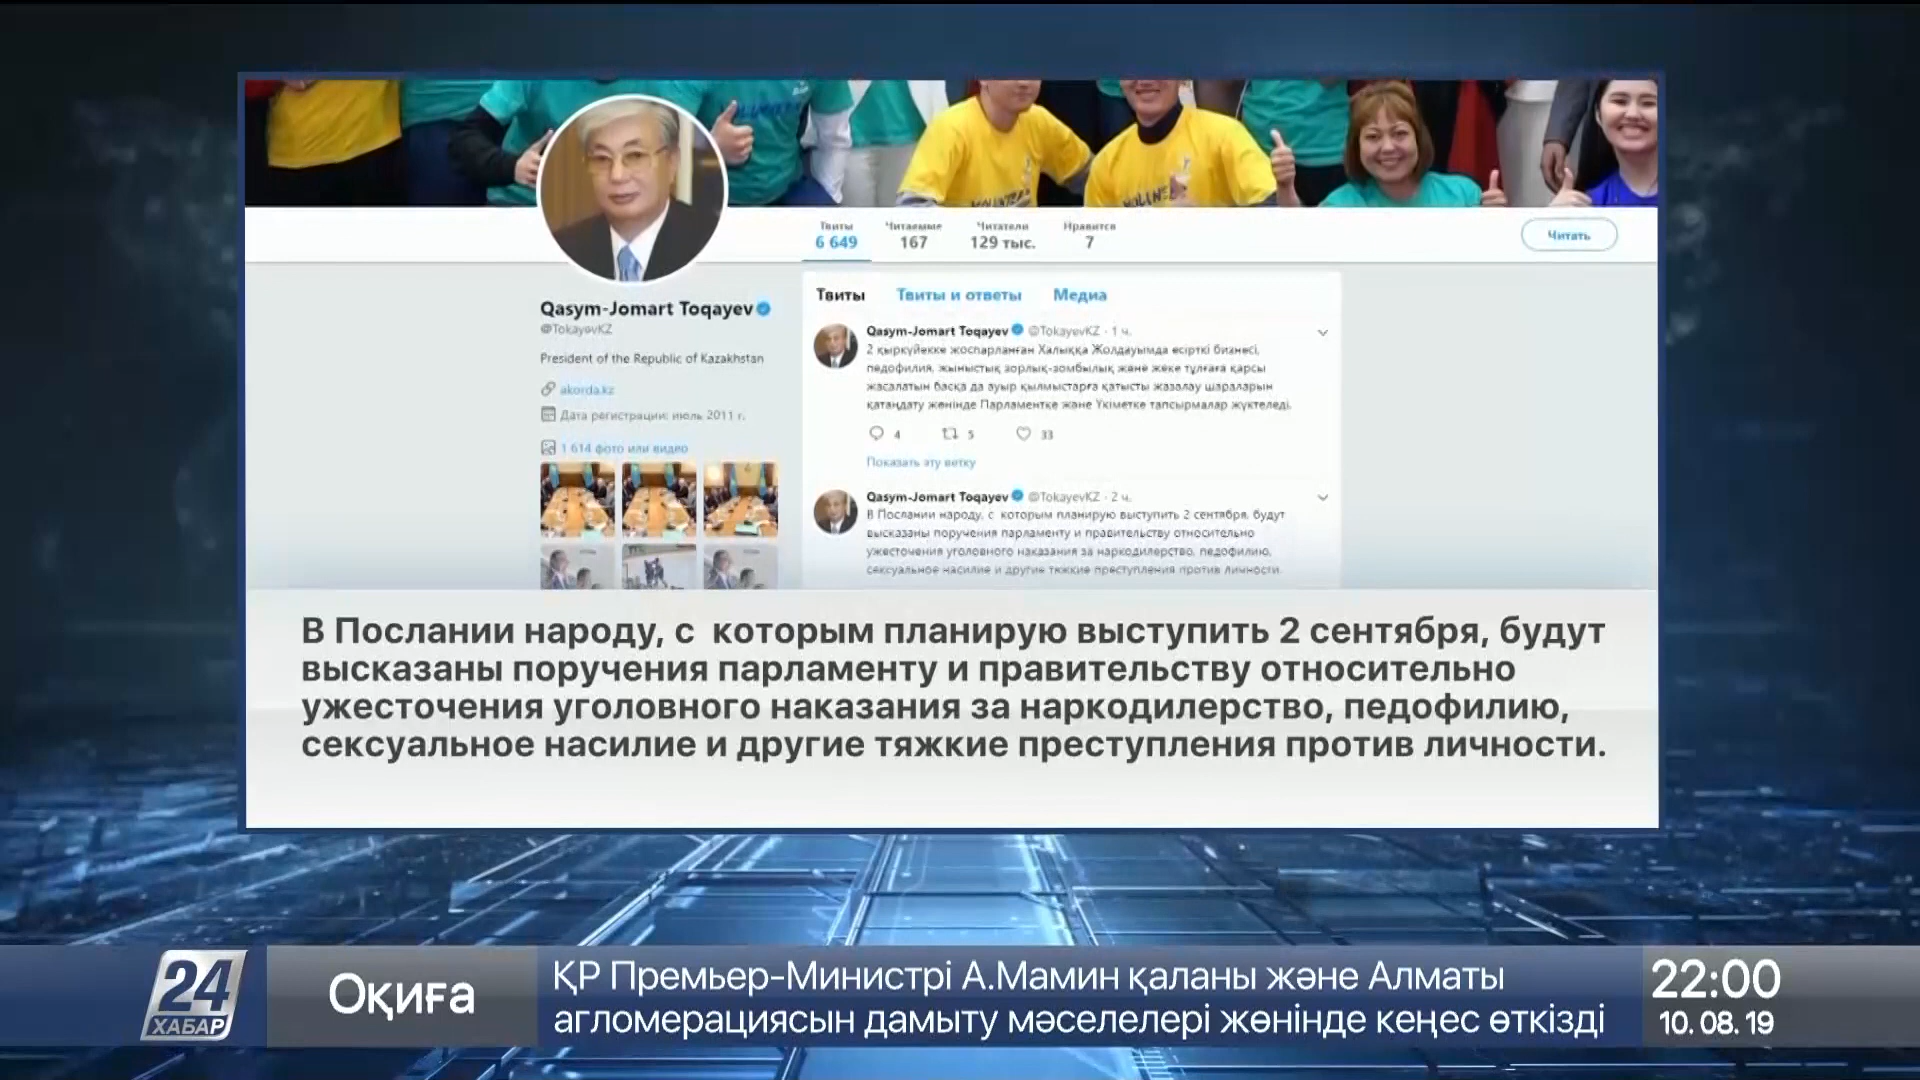 VOLUNTEER
Твиты
Читаемые
Читатели
Нравится
6 649
167
129 тыс.
7
Читать
Qasym-Jomart Toqayev
@TokayevKZ
President of the Republic of Kazakhstan
akorda.kz
Дата регистрации: июль 2011 г.
1 614 фото или видео
Твиты
Твиты и ответы
Медиа
Qasym-Jomart Toqayev @TokayevKZ · 1 ч.
2 қыркүйекке жоспарланған Халыққа Жолдауымда есірткі бизнесі,
педофилия, жыныстық зорлық-зомбылық және жеке тұлғаға қарсы
жасалатын басқа да ауыр қылмыстарға қатысты жазалау шараларын
қатаңдату жөнінде Парламентке және Үкіметке тапсырмалар жүктеледі.
4
5
33
Показать эту ветку
Qasym-Jomart Toqayev @TokayevKZ · 2 ч.
В Послании народу, с которым планирую выступить 2 сентября, будут
высказаны поручения парламенту и правительству относительно
ужесточения уголовного наказания за наркодилерство, педофилию,
сексуальное насилие и другие тяжкие преступления против личности.
В Послании народу, с которым планирую выступить 2 сентября, будут
высказаны поручения парламенту и правительству относительно
ужесточения уголовного наказания за наркодилерство, педофилию,
сексуальное насилие и другие тяжкие преступления против личности.
24
ХАБАР
Оқиға
ҚР Премьер-Министрі А.Мамин қаланы және Алматы
агломерациясын дамыту мәселелері жөнінде кеңес өткізді
22:00
10. 08. 19